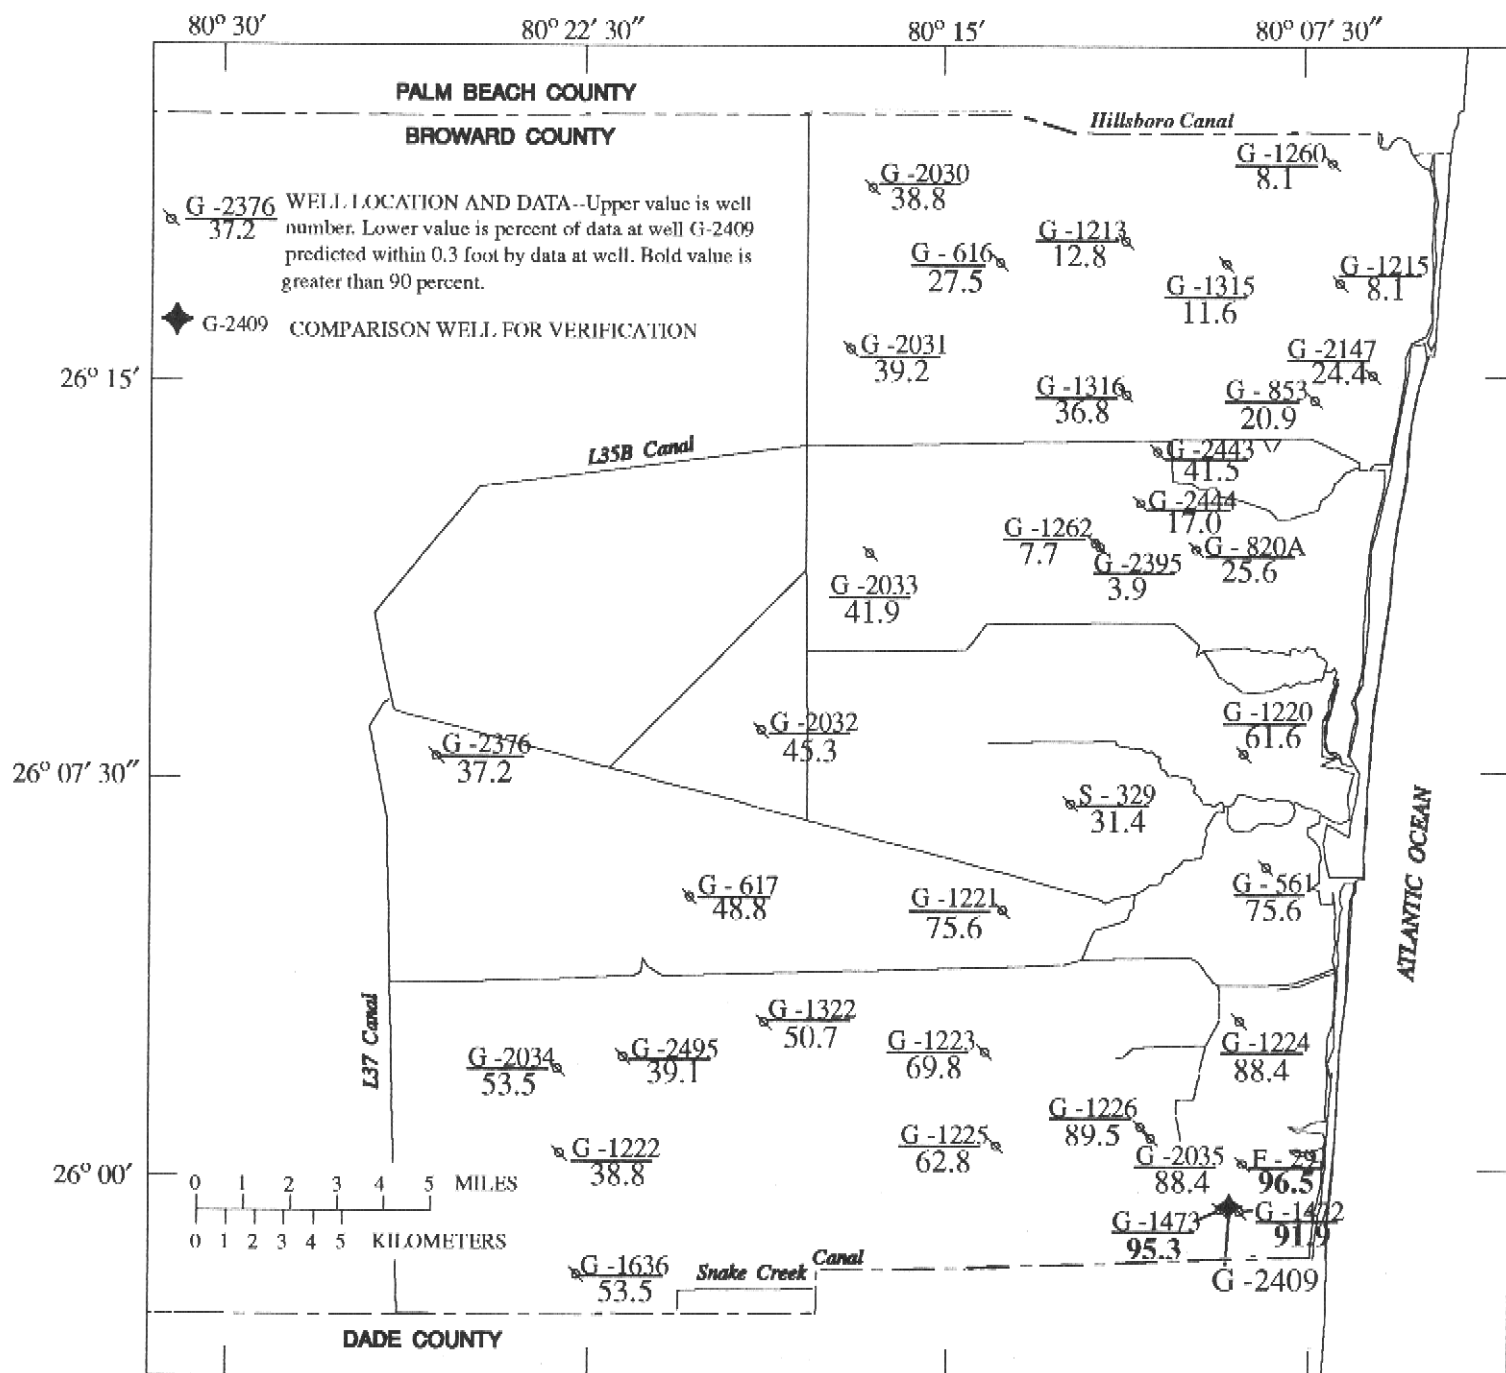 80° 30′
80° 22′ 30″
80° 15′
80° 07′ 30″
PALM BEACH COUNTY
BROWARD COUNTY
Hillsboro Canal
G -2376
37.2
WELL LOCATION AND DATA--Upper value is well
number. Lower value is percent of data at well G-2409
predicted within 0.3 foot by data at well. Bold value is
greater than 90 percent.
G-2409 COMPARISON WELL FOR VERIFICATION
G -1260
8.1
G -2030
38.8
G -1213
12.8
G - 616
27.5
G -1315
11.6
G -1215
8.1
G -2031
39.2
G -2147
24.4
26° 15′
G -1316
36.8
G - 853
20.9
L35B Canal
G -2443
41.5
G -2444
17.0
G -1262
7.7
G -2395
3.9
G - 820A
25.6
G -2033
41.9
G -1220
61.6
G -2032
45.3
G -2376
37.2
26° 07′ 30″
S - 329
31.4
ATLANTIC OCEAN
G - 617
48.8
G -1221
75.6
G - 561
75.6
L37 Canal
G -1322
50.7
G -2034
53.5
G -2495
39.1
G -1223
69.8
G -1224
88.4
G -1226
89.5
G -1222
38.8
G -1225
62.8
G -2035
88.4
96.5
26° 00′
0 1 2 3 4 5 MILES
0 1 2 3 4 5 KILOMETERS
G -1473
95.3
G -1472
91.9
G -2409
G -1636
53.5
Snake Creek Canal
DADE COUNTY